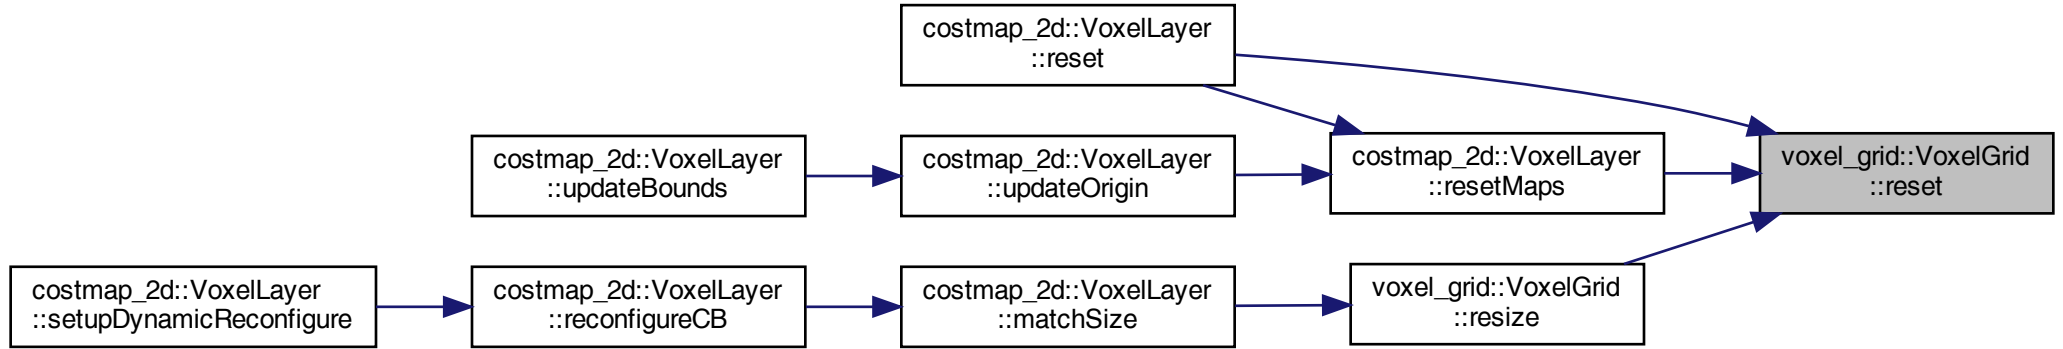 costmap_2d::VoxelLayer
::reset
costmap_2d::VoxelLayer
::updateBounds
costmap_2d::VoxelLayer
::updateOrigin
costmap_2d::VoxelLayer
::resetMaps
voxel_grid::VoxelGrid
::reset
costmap_2d::VoxelLayer
::setupDynamicReconfigure
costmap_2d::VoxelLayer
::reconfigureCB
costmap_2d::VoxelLayer
::matchSize
voxel_grid::VoxelGrid
::resize